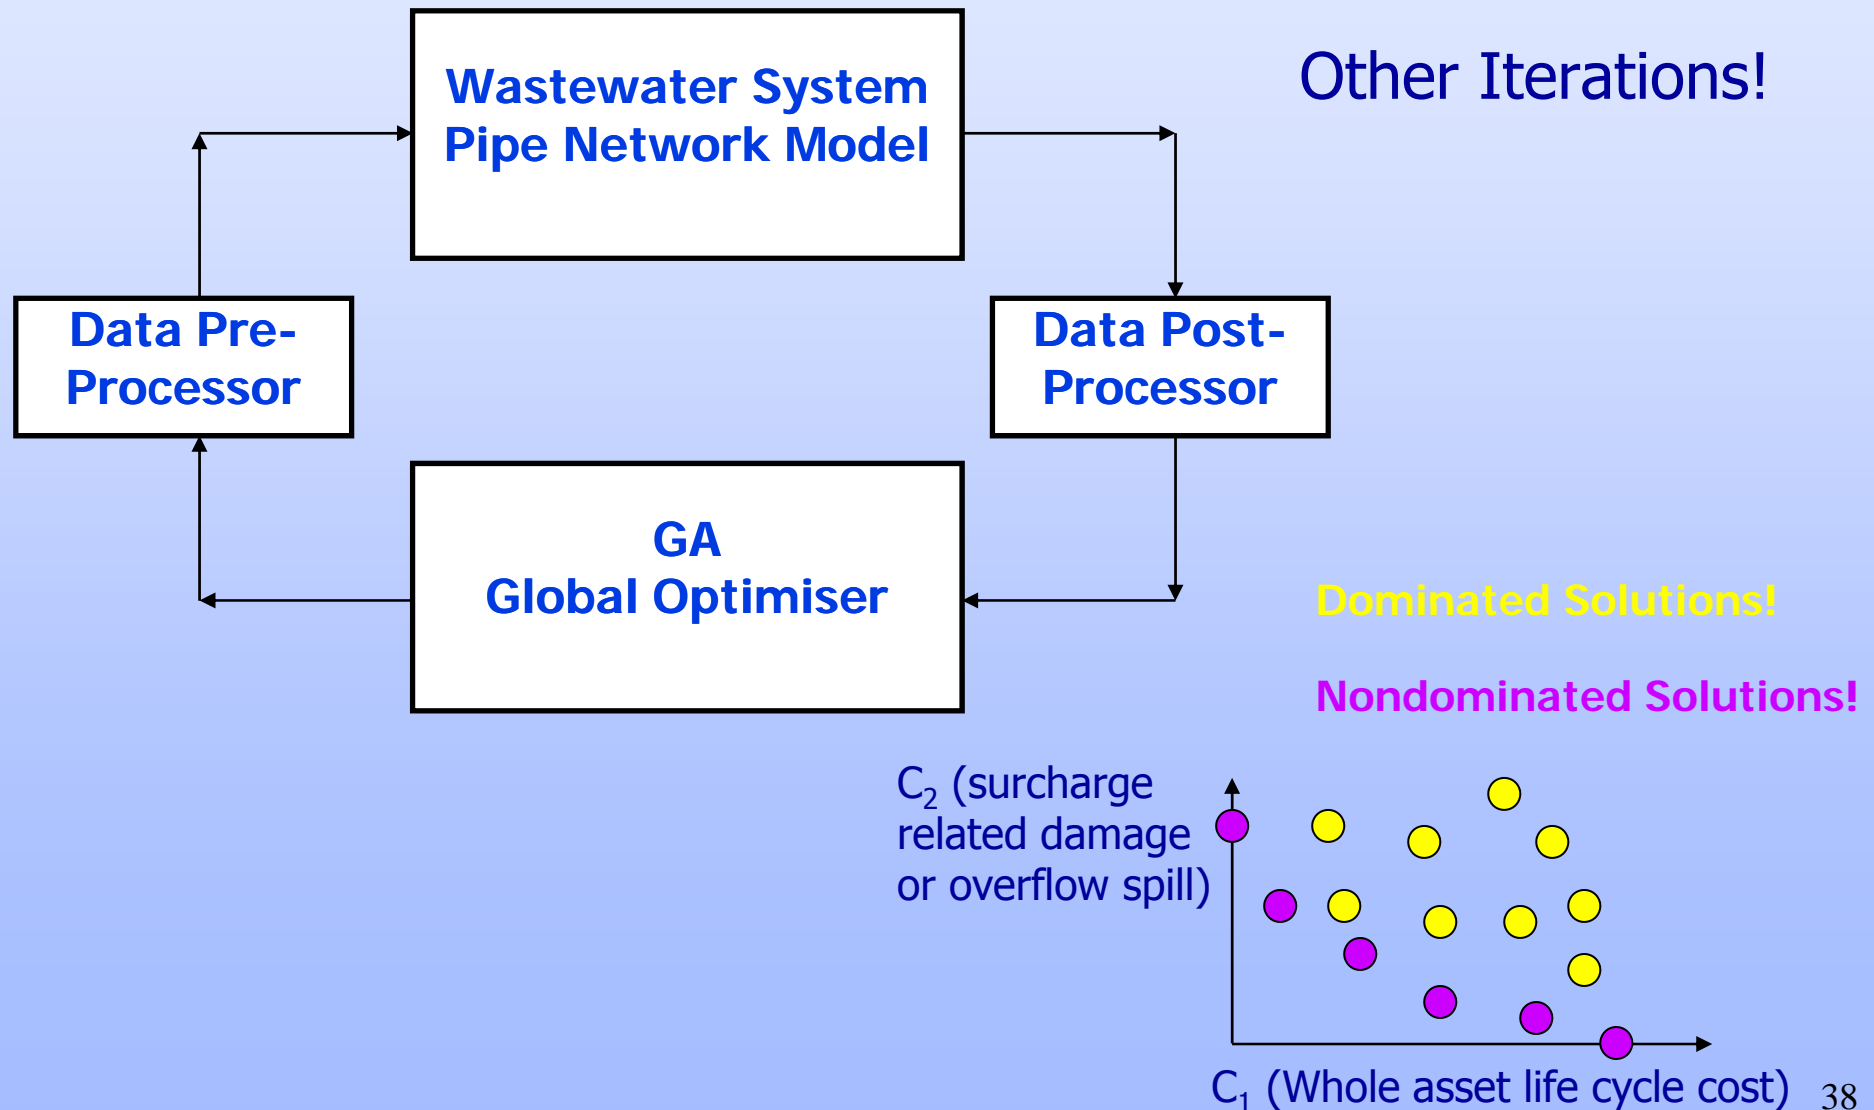 Other Iterations!
Wastewater System
Pipe Network Model
Data Pre-
Processor
Data Post-
Processor
GA
Global Optimiser
Dominated Solutions!
Nondominated Solutions!
C₂ (surcharge
related damage
or overflow spill)
C₁ (Whole asset life cycle cost)
38